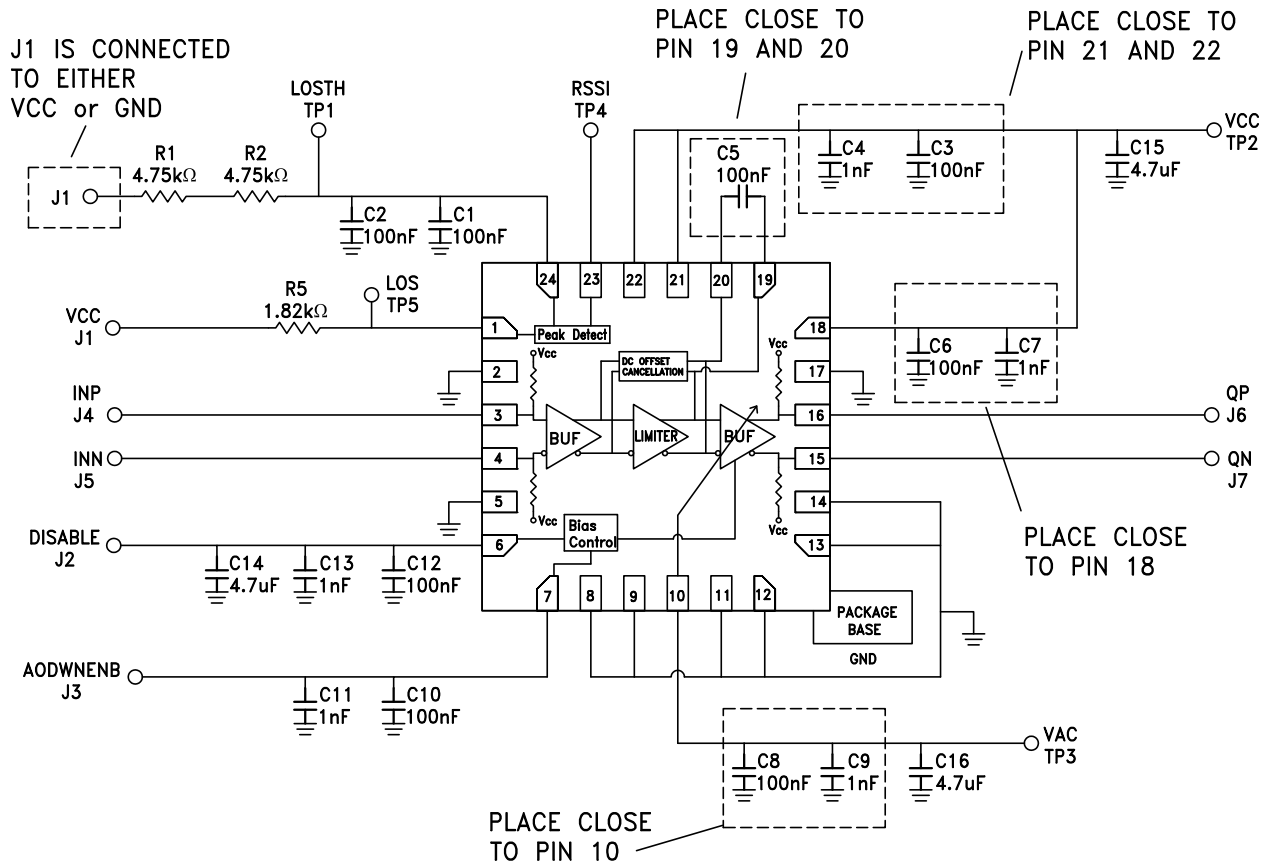 PLACE CLOSE TO
PIN 19 AND 20
PLACE CLOSE TO
PIN 21 AND 22
J1 IS CONNECTED
TO EITHER
VCC or GND
LOSTH
TP1
RSSI
TP4
VCC
TP2
R1
4.75kΩ
R2
4.75kΩ
C5
100nF
C4
1nF
C3
100nF
C15
4.7uF
J1
C2
100nF
C1
100nF
24
23
22
21
20
19
R5
1.82kΩ
LOS
TP5
VCC
J1
1
Peak Detect
18
C6
100nF
C7
1nF
Vcc
DC OFFSET
CANCELLATION
Vcc
2
17
INP
J4
3
16
QP
J6
BUF
LIMITER
BUF
INN
J5
4
15
QN
J7
5
14
Vcc
Bias
Control
Vcc
DISABLE
J2
6
13
PLACE CLOSE
TO PIN 18
C14
4.7uF
C13
1nF
C12
100nF
7
8
9
10
11
12
PACKAGE
BASE
GND
AODWNENB
J3
C11
1nF
C10
100nF
VAC
TP3
C8
100nF
C9
1nF
C16
4.7uF
PLACE CLOSE
TO PIN 10